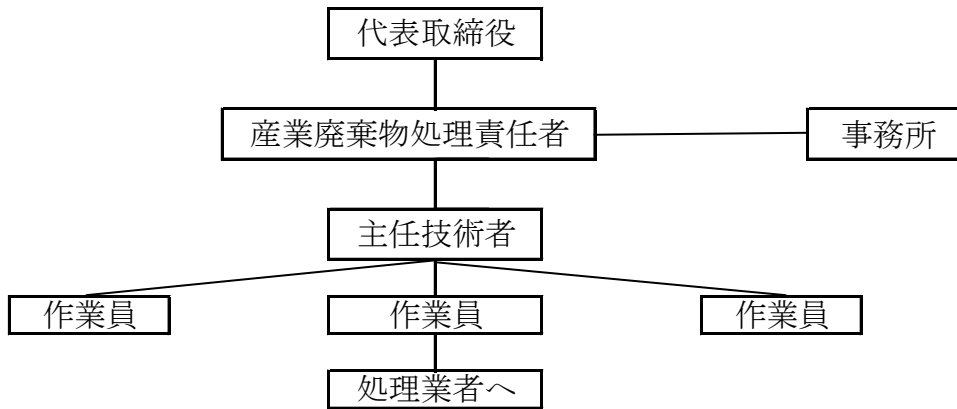 代表取締役
産業廃棄物処理責任者
事務所
主任技術者
作業員
作業員
作業員
処理業者へ